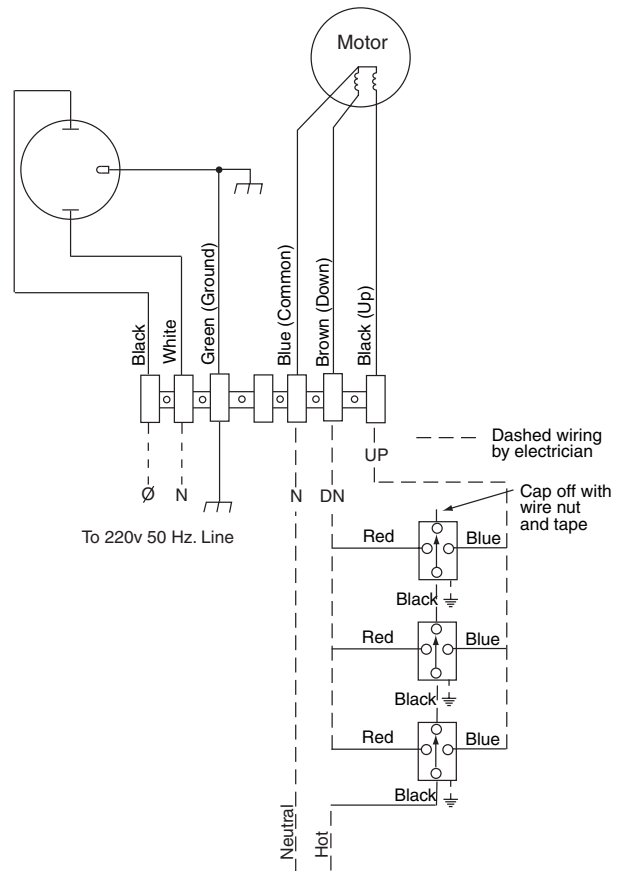 Motor
Black
White
Green (Ground)
Blue (Common)
Brown (Down)
Black (Up)
Ø
N
N
DN
UP
Dashed wiring
by electrician
To 220v 50 Hz. Line
Cap off with
wire nut
and tape
Red
Blue
Black
Red
Blue
Black
Red
Blue
Black
Neutral
Hot